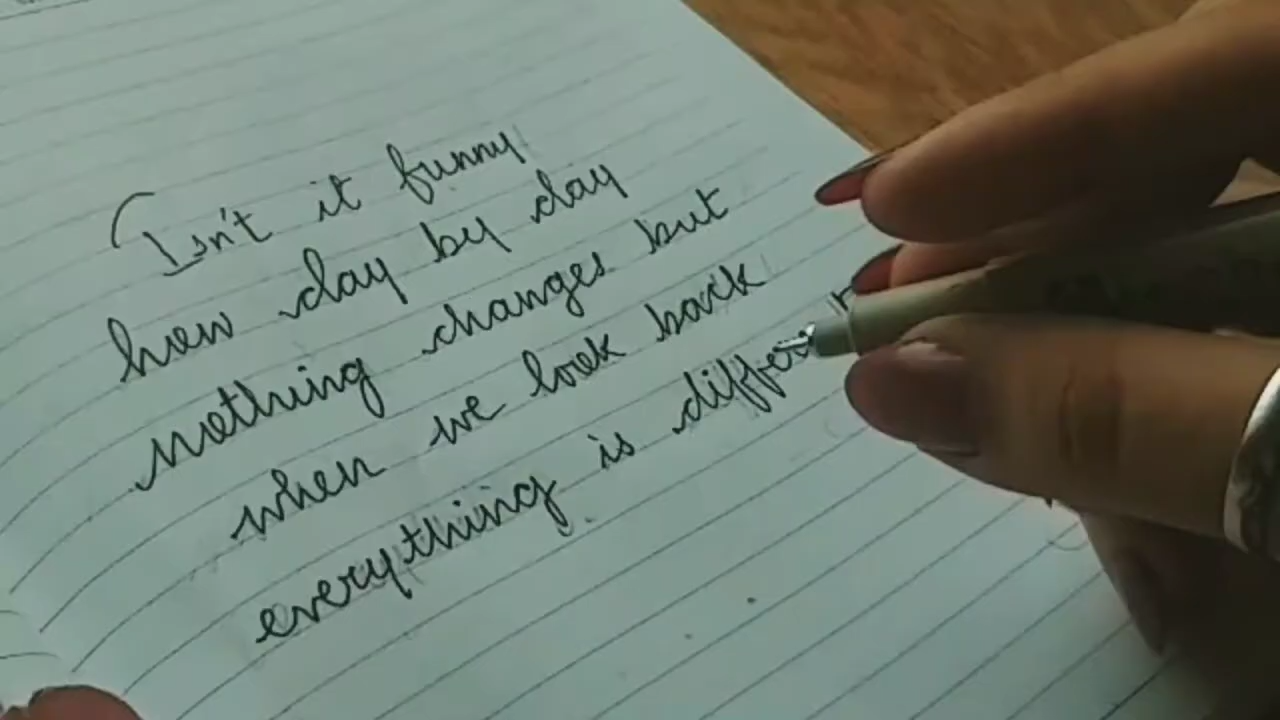 Isn't it funny
how day by day
nothing changes but
when we look back
everything is differ